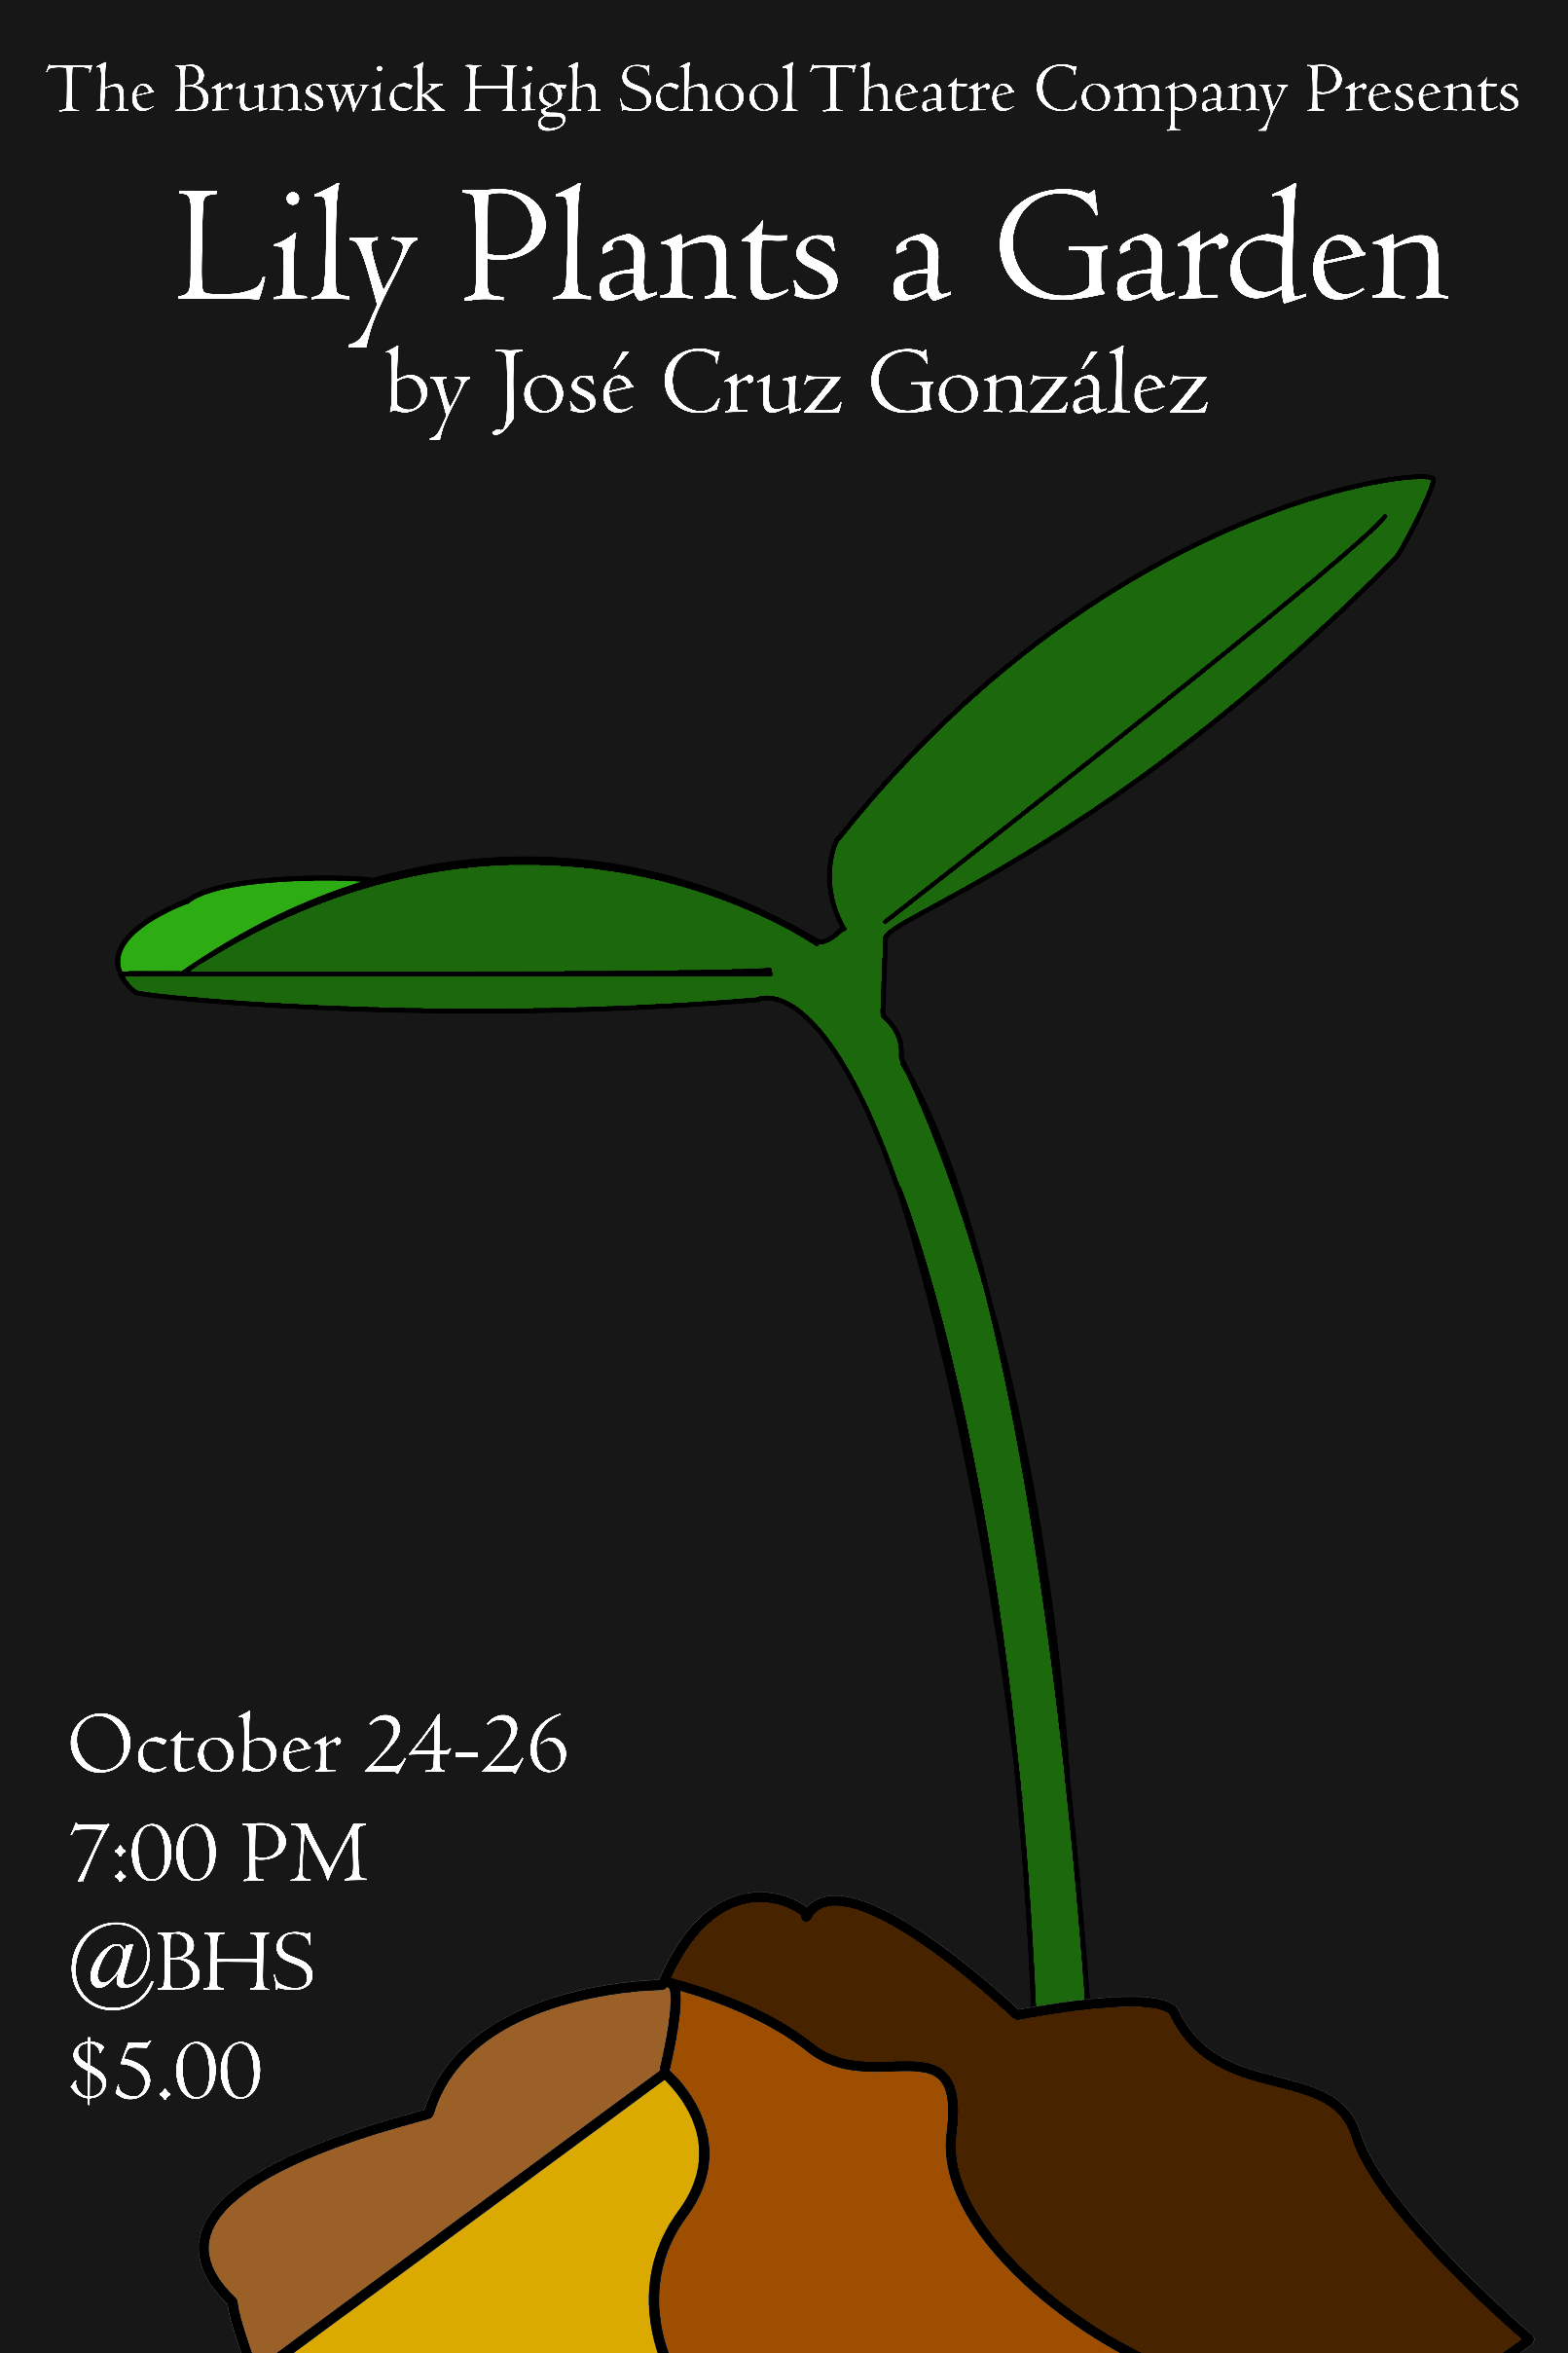 The Brunswick High School Theatre Company Presents
Lily Plants a Garden
by José Cruz González
October 24-26
7:00 PM
@BHS
$5.00